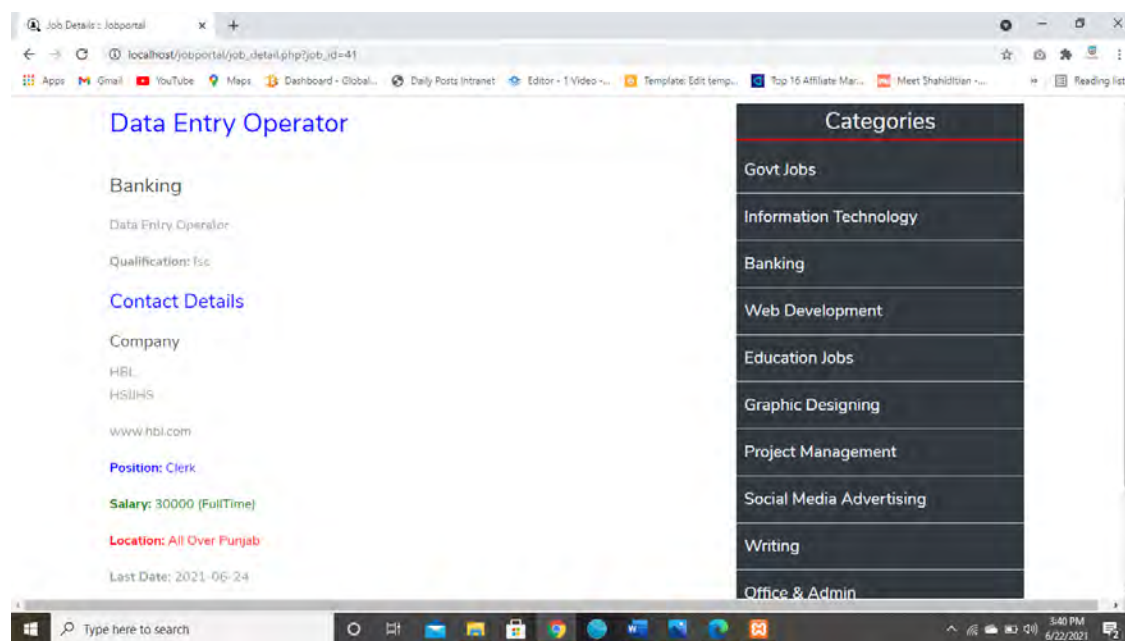 Job Details :: Jobportal
localhost/jobportal/job_detail.php?job_id=41
Apps Gmail YouTube Maps Dashboard - Global... Daily Posts Intranet Editor - 1 Video -... Template: Edit temp... Top 16 Affiliate Mar... Meet Shahidltian -... » Reading list
Data Entry Operator
Banking
Data Entry Operator
Qualification: fsc
Contact Details
Company
HBL
www.hbl.com
Position: Clerk
Salary: 30000 (FullTime)
Location: All Over Punjab
Last Date: 2021-06-24
Categories
Govt Jobs
Information Technology
Banking
Web Development
Education Jobs
Graphic Designing
Project Management
Social Media Advertising
Writing
Office & Admin
Type here to search
3:40 PM
6/22/2021